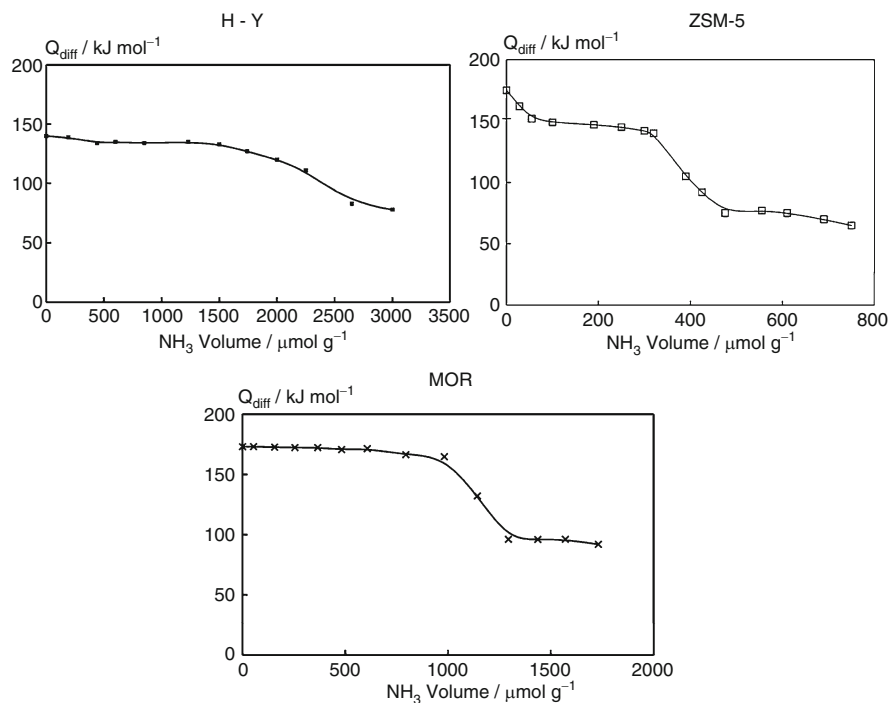 H - Y
Q_diff / kJ mol⁻¹
200
150
100
50
0
0 500 1000 1500 2000 2500 3000 3500
NH₃ Volume / μmol g⁻¹
ZSM-5
Q_diff / kJ mol⁻¹
200
150
100
50
0
0 200 400 600 800
NH₃ Volume / μmol g⁻¹
MOR
Q_diff / kJ mol⁻¹
200
150
100
50
0
0 500 1000 1500 2000
NH₃ Volume / μmol g⁻¹